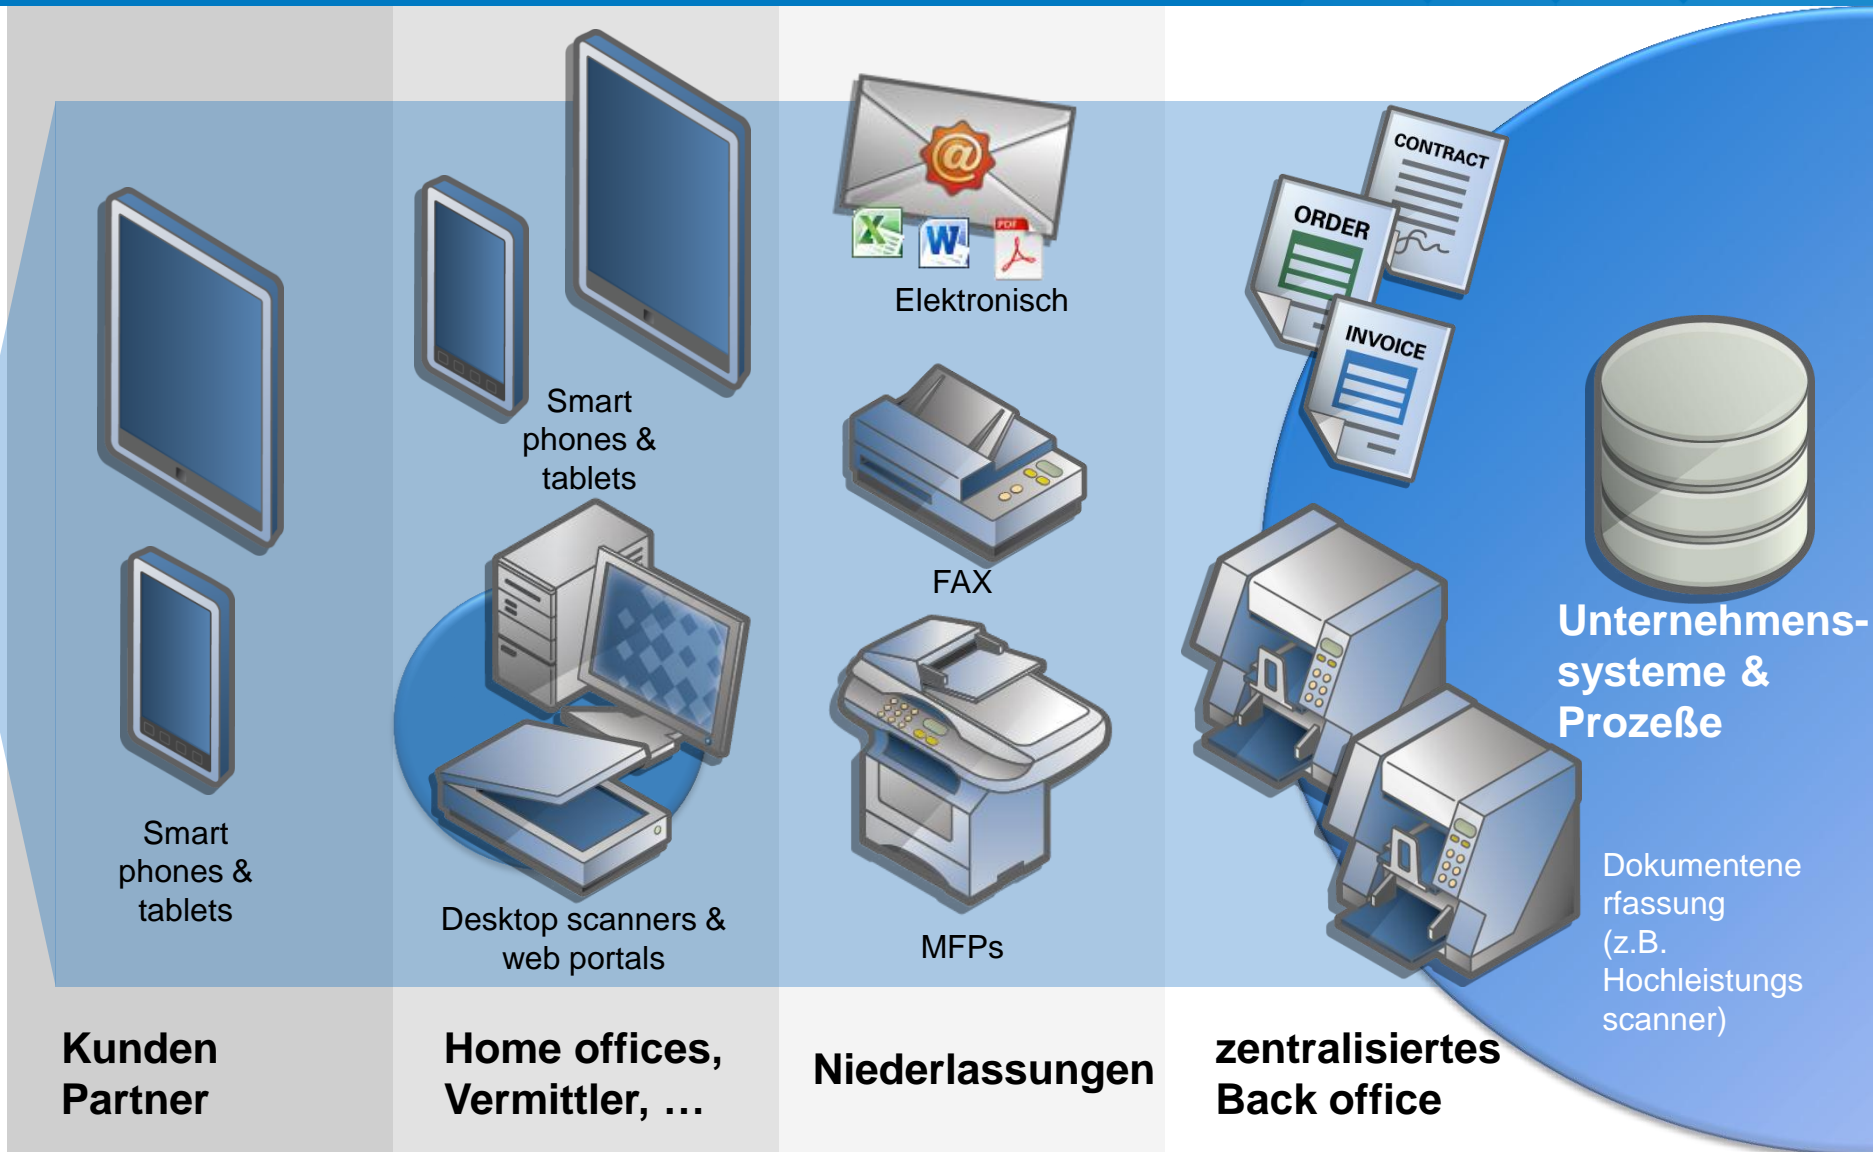 Smart
phones &
tablets
Kunden
Partner
Smart
phones &
tablets
Desktop scanners &
web portals
Home offices,
Vermittler, …
@
X
W
PDF
Elektronisch
FAX
MFPs
Niederlassungen
CONTRACT
ORDER
INVOICE
zentralisiertes
Back office
Unternehmens-
systeme &
Prozeße
Dokumentene
rfassung
(z.B.
Hochleistungs
scanner)